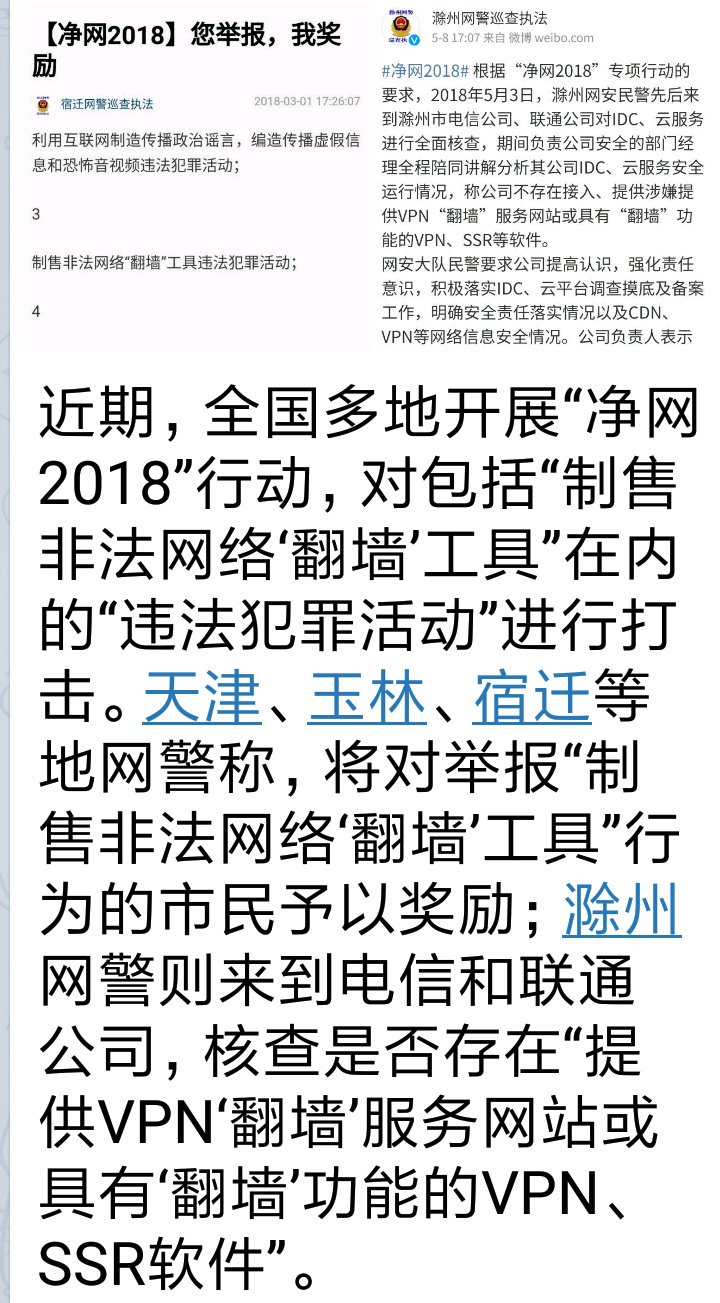 【净网2018】您举报，我奖
励
宿迁网警巡查执法
2018-03-01 17:26:07
利用互联网制造传播政治谣言，编造传播虚假信
息和恐怖音视频违法犯罪活动；
3
制售非法网络“翻墙”工具违法犯罪活动；
4
滁州网警巡查执法
5-8 17:07 来自 微博 weibo.com
#净网2018# 根据“净网2018”专项行动的
要求，2018年5月3日，滁州网安民警先后来
到滁州市电信公司、联通公司对IDC、云服务
进行全面核查，期间负责公司安全的部门经
理全程陪同讲解分析其公司IDC、云服务安全
运行情况，称公司不存在接入、提供涉嫌提
供VPN“翻墙”服务网站或具有“翻墙”功
能的VPN、SSR等软件。
网安大队民警要求公司提高认识，强化责任
意识，积极落实IDC、云平台调查摸底及备案
工作，明确安全责任落实情况以及CDN、
VPN等网络信息安全情况。公司负责人表示
近期，全国多地开展“净网
2018”行动，对包括“制售
非法网络‘翻墙’工具”在内
的“违法犯罪活动”进行打
击。天津、玉林、宿迁等
地网警称，将对举报“制
售非法网络‘翻墙’工具”行
为的市民予以奖励；滁州
网警则来到电信和联通
公司，核查是否存在“提
供VPN‘翻墙’服务网站或
具有‘翻墙’功能的VPN、
SSR软件”。